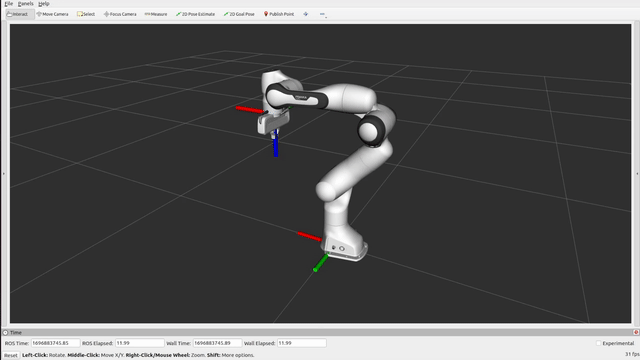 File Panels Help
Interact Move Camera Select Focus Camera Measure 2D Pose Estimate 2D Goal Pose Publish Point
Time
ROS Time: 1696883745.85 ROS Elapsed: 11.99 Wall Time: 1696883745.89 Wall Elapsed: 11.99 Experimental
Reset Left-Click: Rotate. Middle-Click: Move X/Y. Right-Click/Mouse Wheel: Zoom. Shift: More options. 31 fps